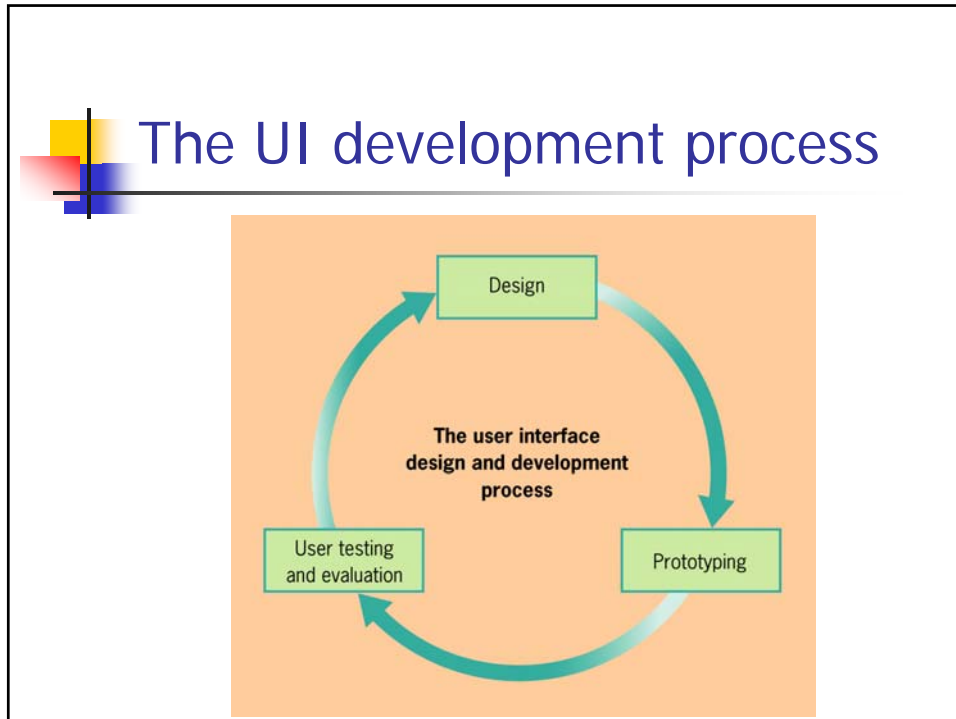 The UI development process
Design
The user interface
design and development
process
User testing
and evaluation
Prototyping